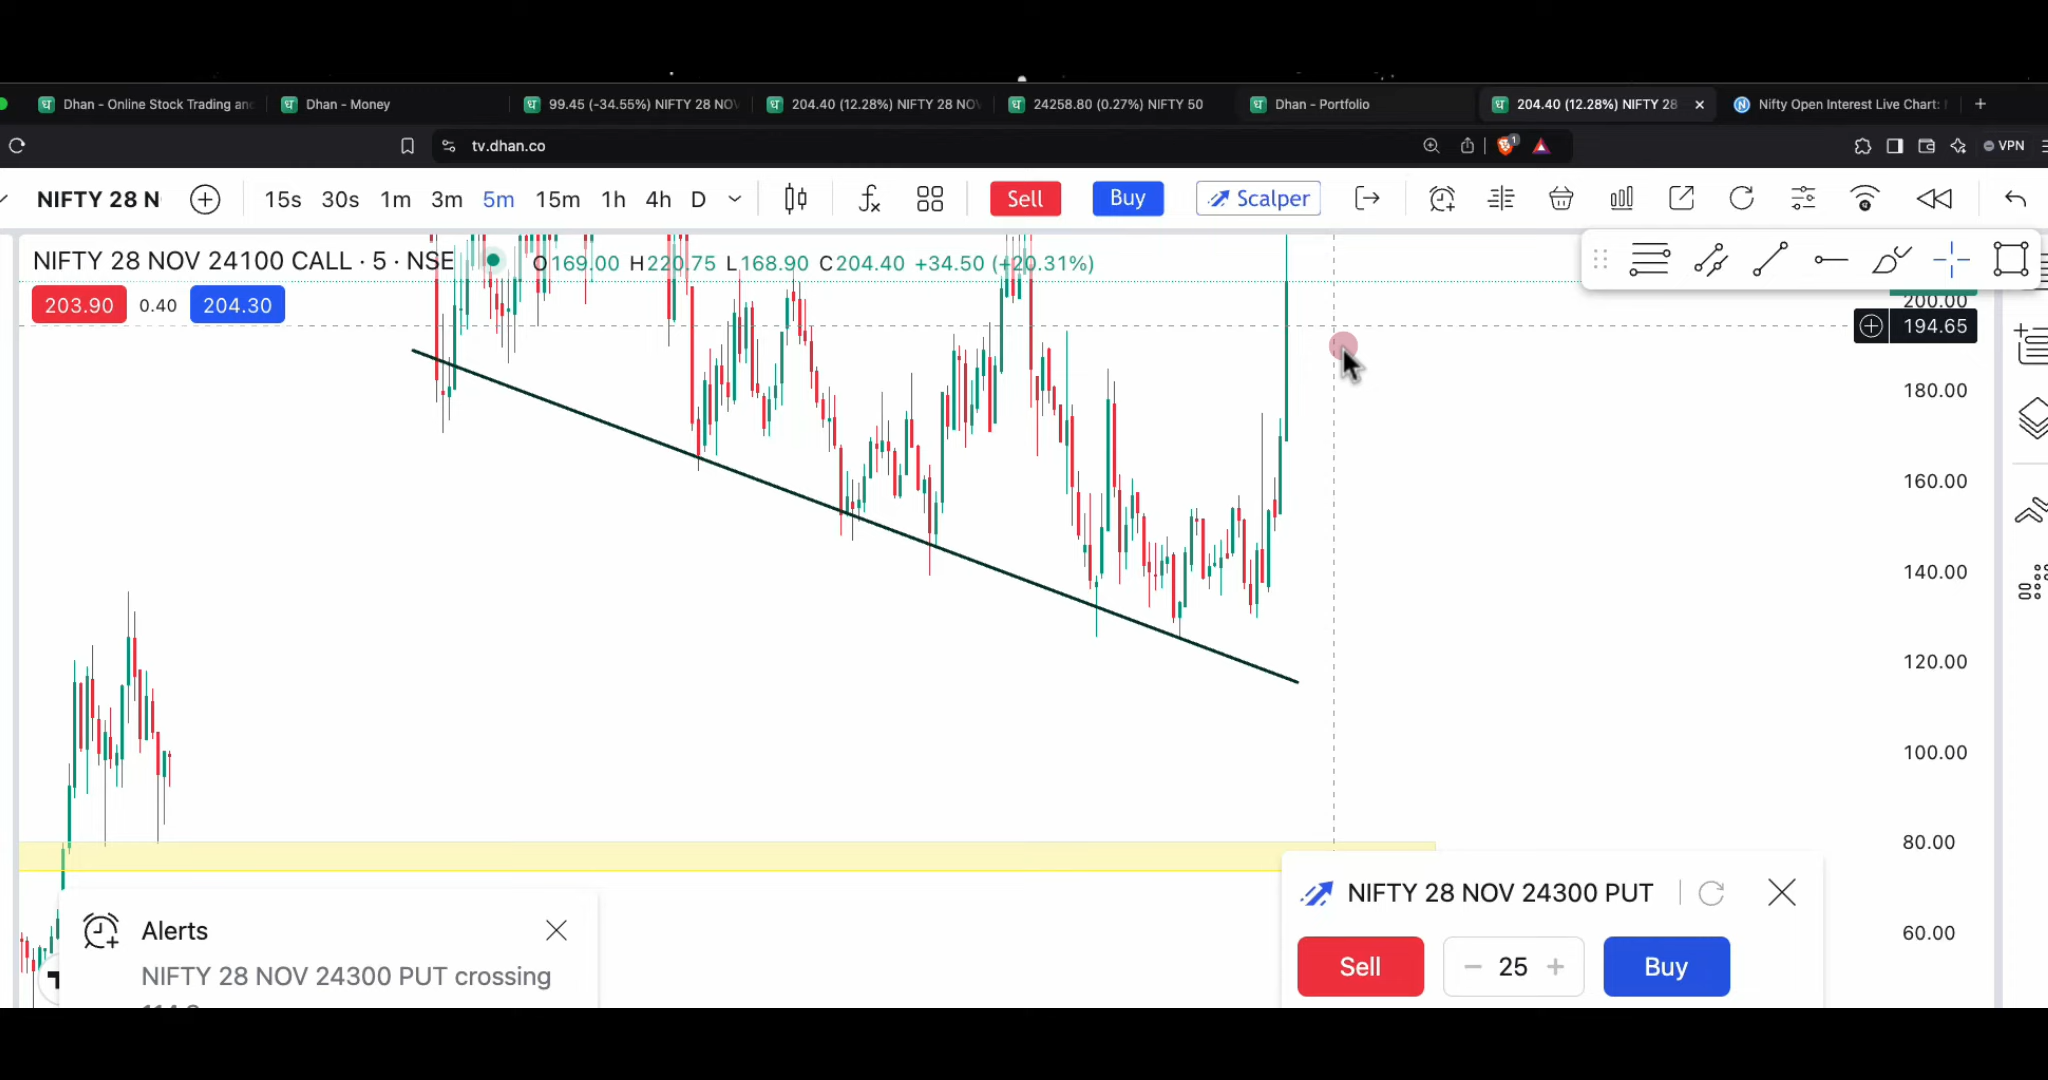 Dhan - Online Stock Trading and
Dhan - Money
99.45 (-34.55%) NIFTY 28 NOV
204.40 (12.28%) NIFTY 28 NOV
24258.80 (0.27%) NIFTY 50
Dhan - Portfolio
204.40 (12.28%) NIFTY 28
Nifty Open Interest Live Chart:
tv.dhan.co
1
VPN
NIFTY 28 N
15s 30s 1m 3m 5m 15m 1h 4h D
Sell
Buy
Scalper
NIFTY 28 NOV 24100 CALL · 5 · NSE
O169.00 H220.75 L168.90 C204.40 +34.50 (+20.31%)
203.90 0.40 204.30
200.00
194.65
180.00
160.00
140.00
120.00
100.00
80.00
60.00
Alerts
NIFTY 28 NOV 24300 PUT crossing
NIFTY 28 NOV 24300 PUT
Sell
25
Buy